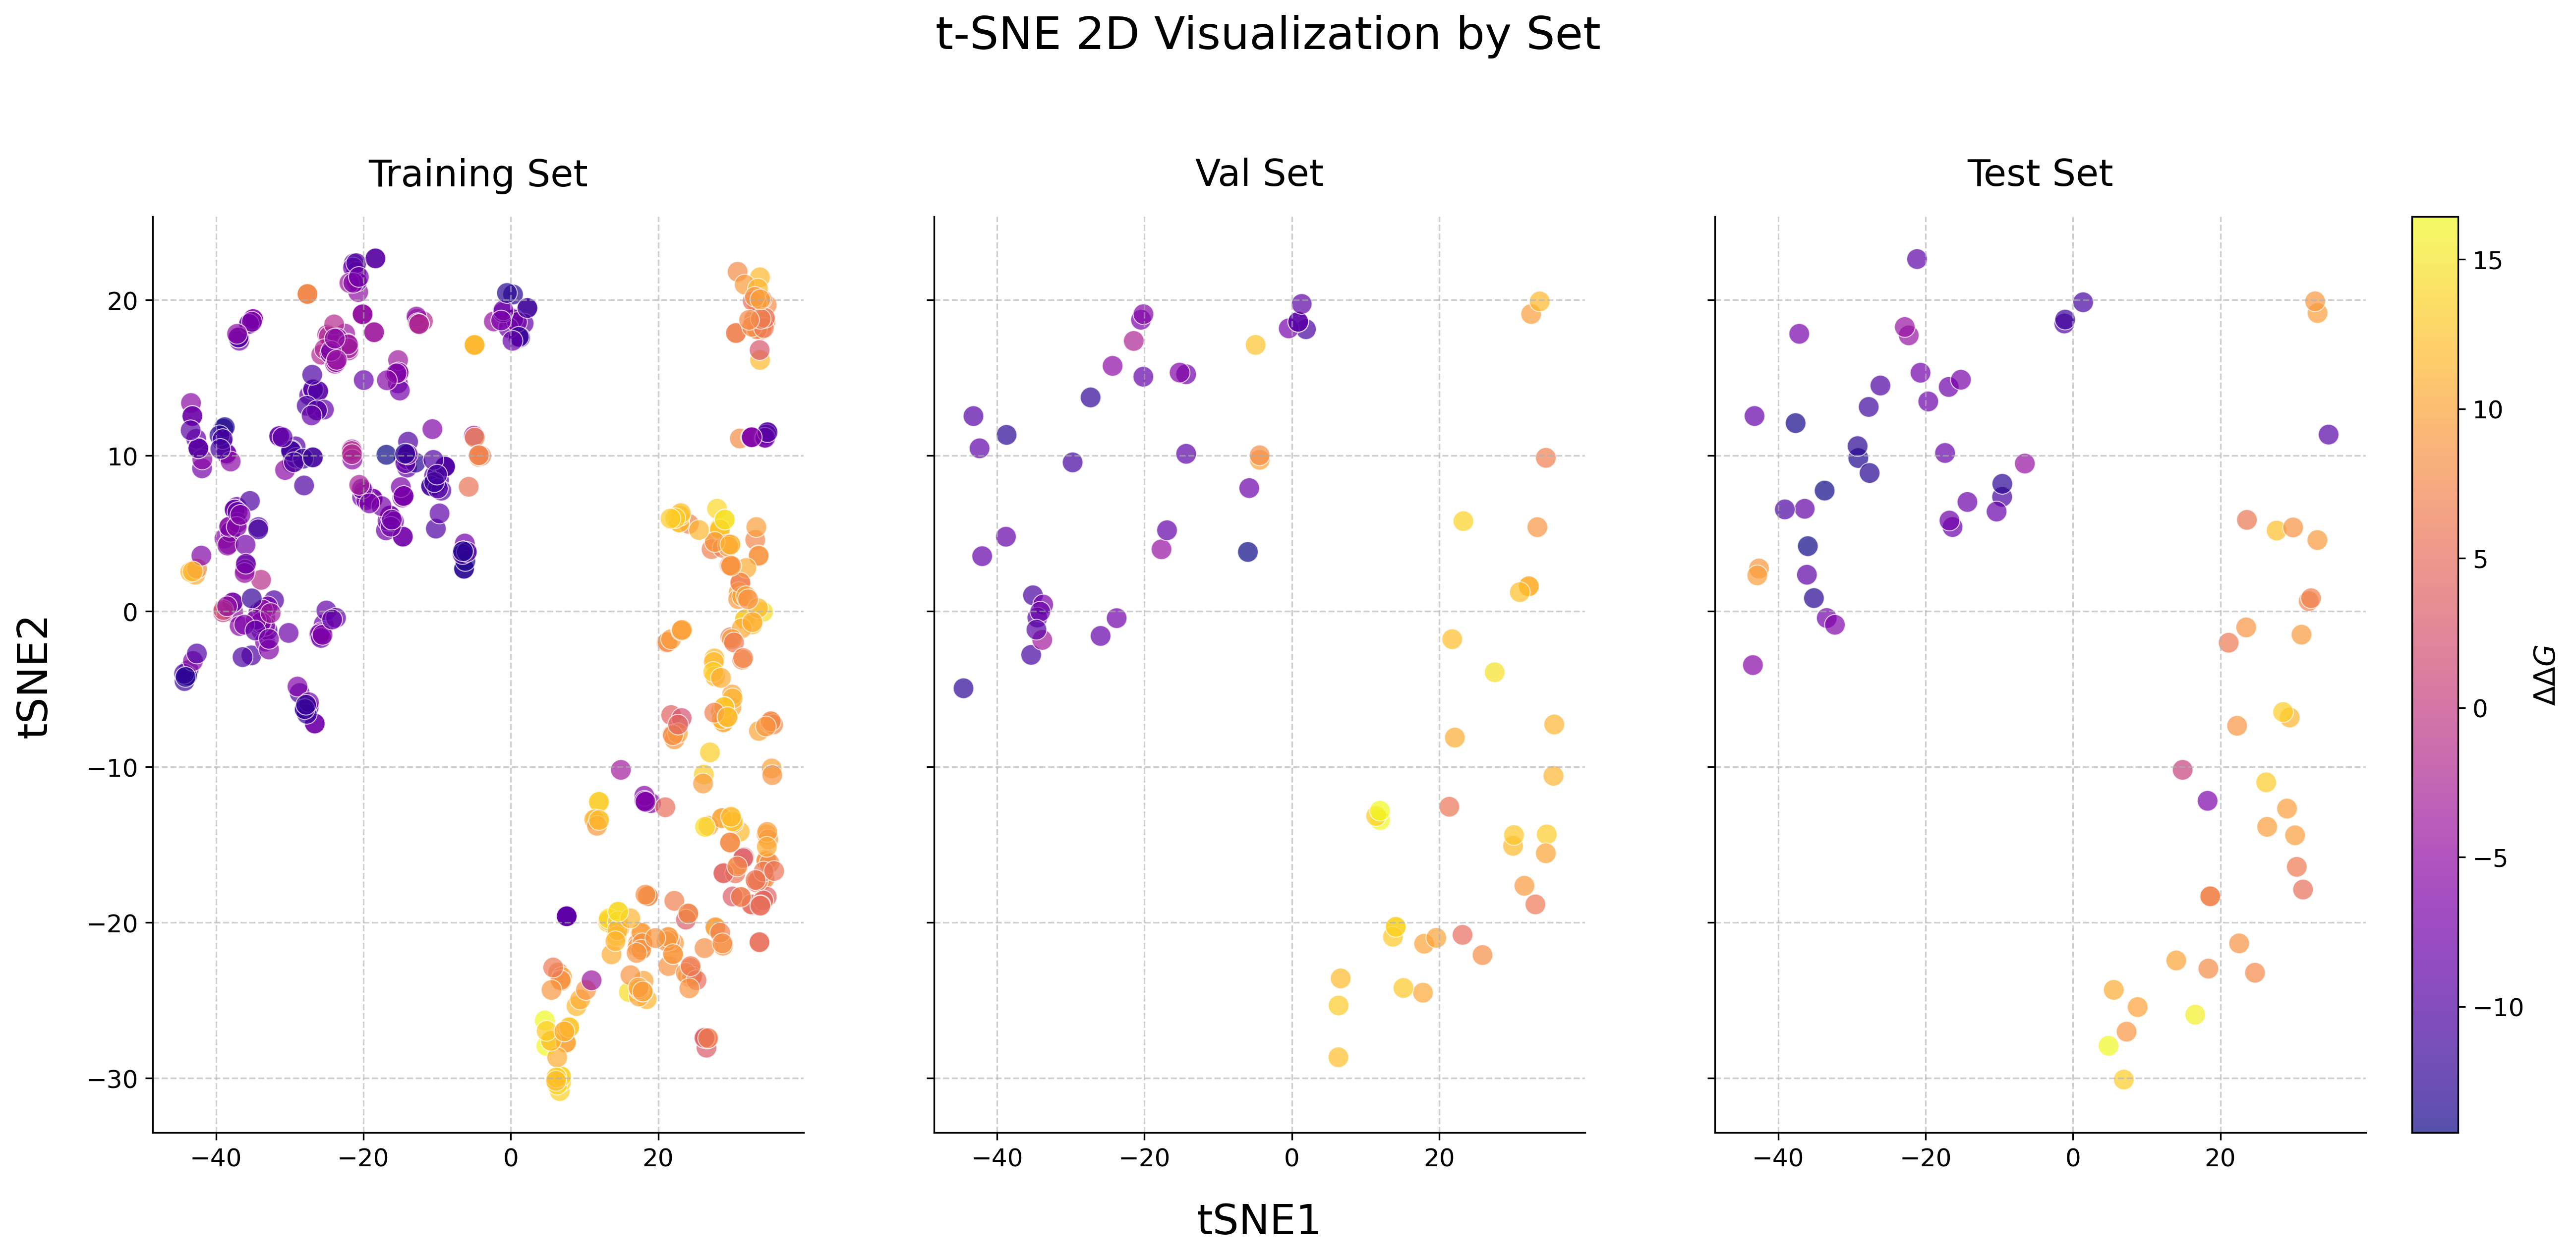 t-SNE 2D Visualization by Set
Training Set
Val Set
Test Set
tSNE2
20
10
0
−10
−20
−30
−40 −20 0 20
−40 −20 0 20
−40 −20 0 20
tSNE1
15
10
5
0
−5
−10
ΔΔG